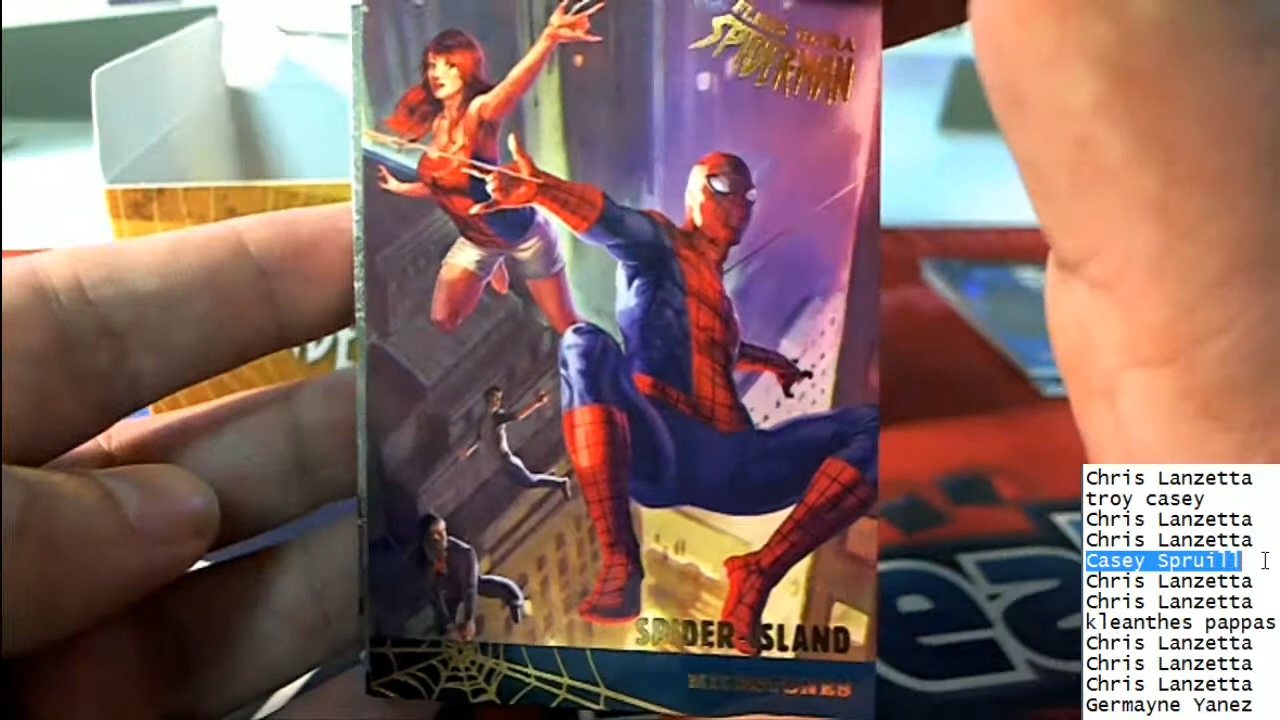 FLEER ULTRA
SPIDER-MAN
SPIDER-ISLAND
MILESTONES
Chris Lanzetta
troy casey
Chris Lanzetta
Chris Lanzetta
Casey Spruill
Chris Lanzetta
Chris Lanzetta
kleanthes pappas
Chris Lanzetta
Chris Lanzetta
Chris Lanzetta
Germayne Yanez